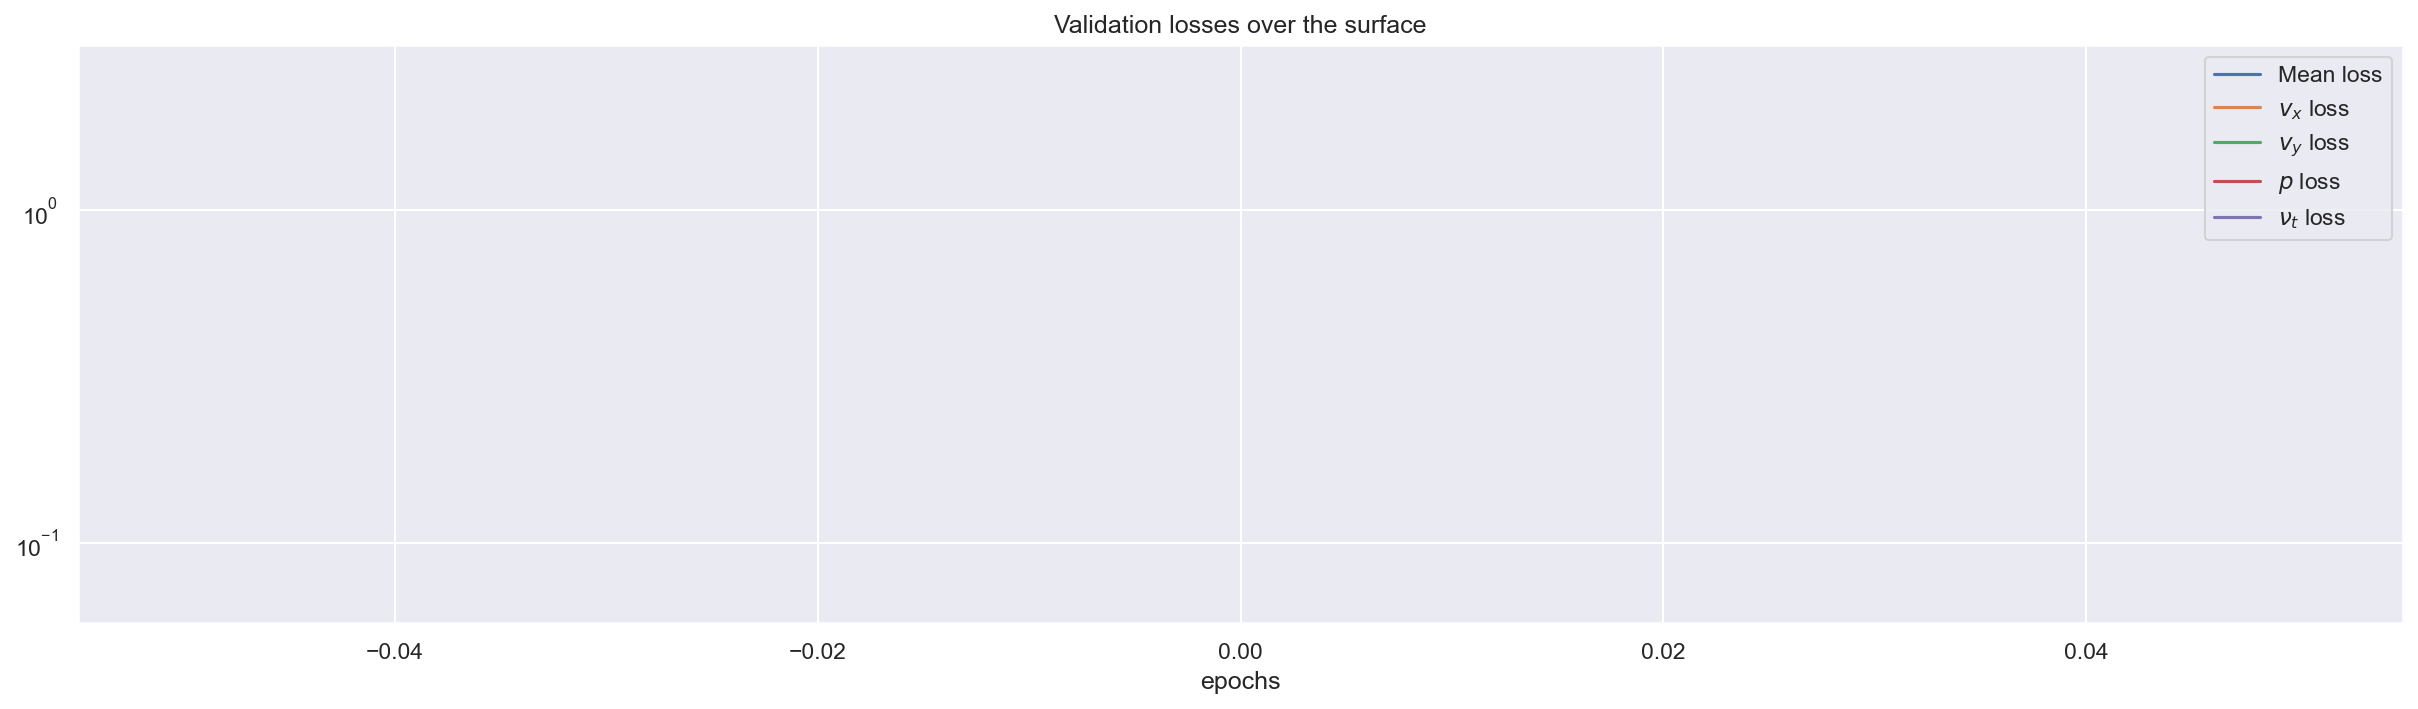 Validation losses over the surface
Mean loss
v_x loss
v_y loss
p loss
ν_t loss
10^0
10^−1
−0.04 −0.02 0.00 0.02 0.04
epochs